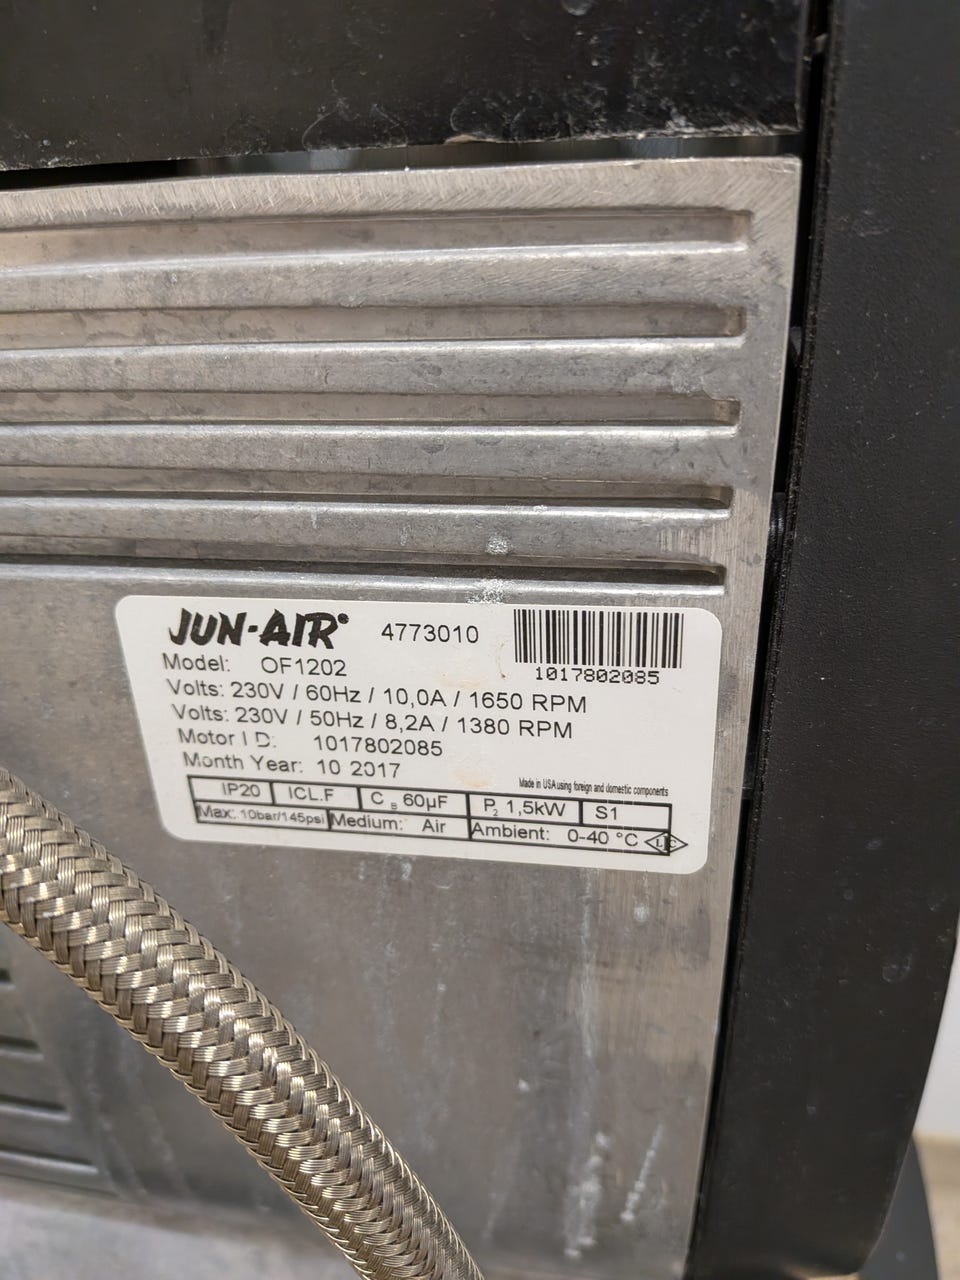 JUN-AIR® 4773010
1017802085
Model: OF1202
Volts: 230V / 60Hz / 10,0A / 1650 RPM
Volts: 230V / 50Hz / 8,2A / 1380 RPM
Motor I D: 1017802085
Month Year: 10 2017
Made in USA using foreign and domestic components
IP20 ICL.F C B 60µF P2 1,5kW S1
Max: 10bar/145psi Medium: Air Ambient: 0-40 °C